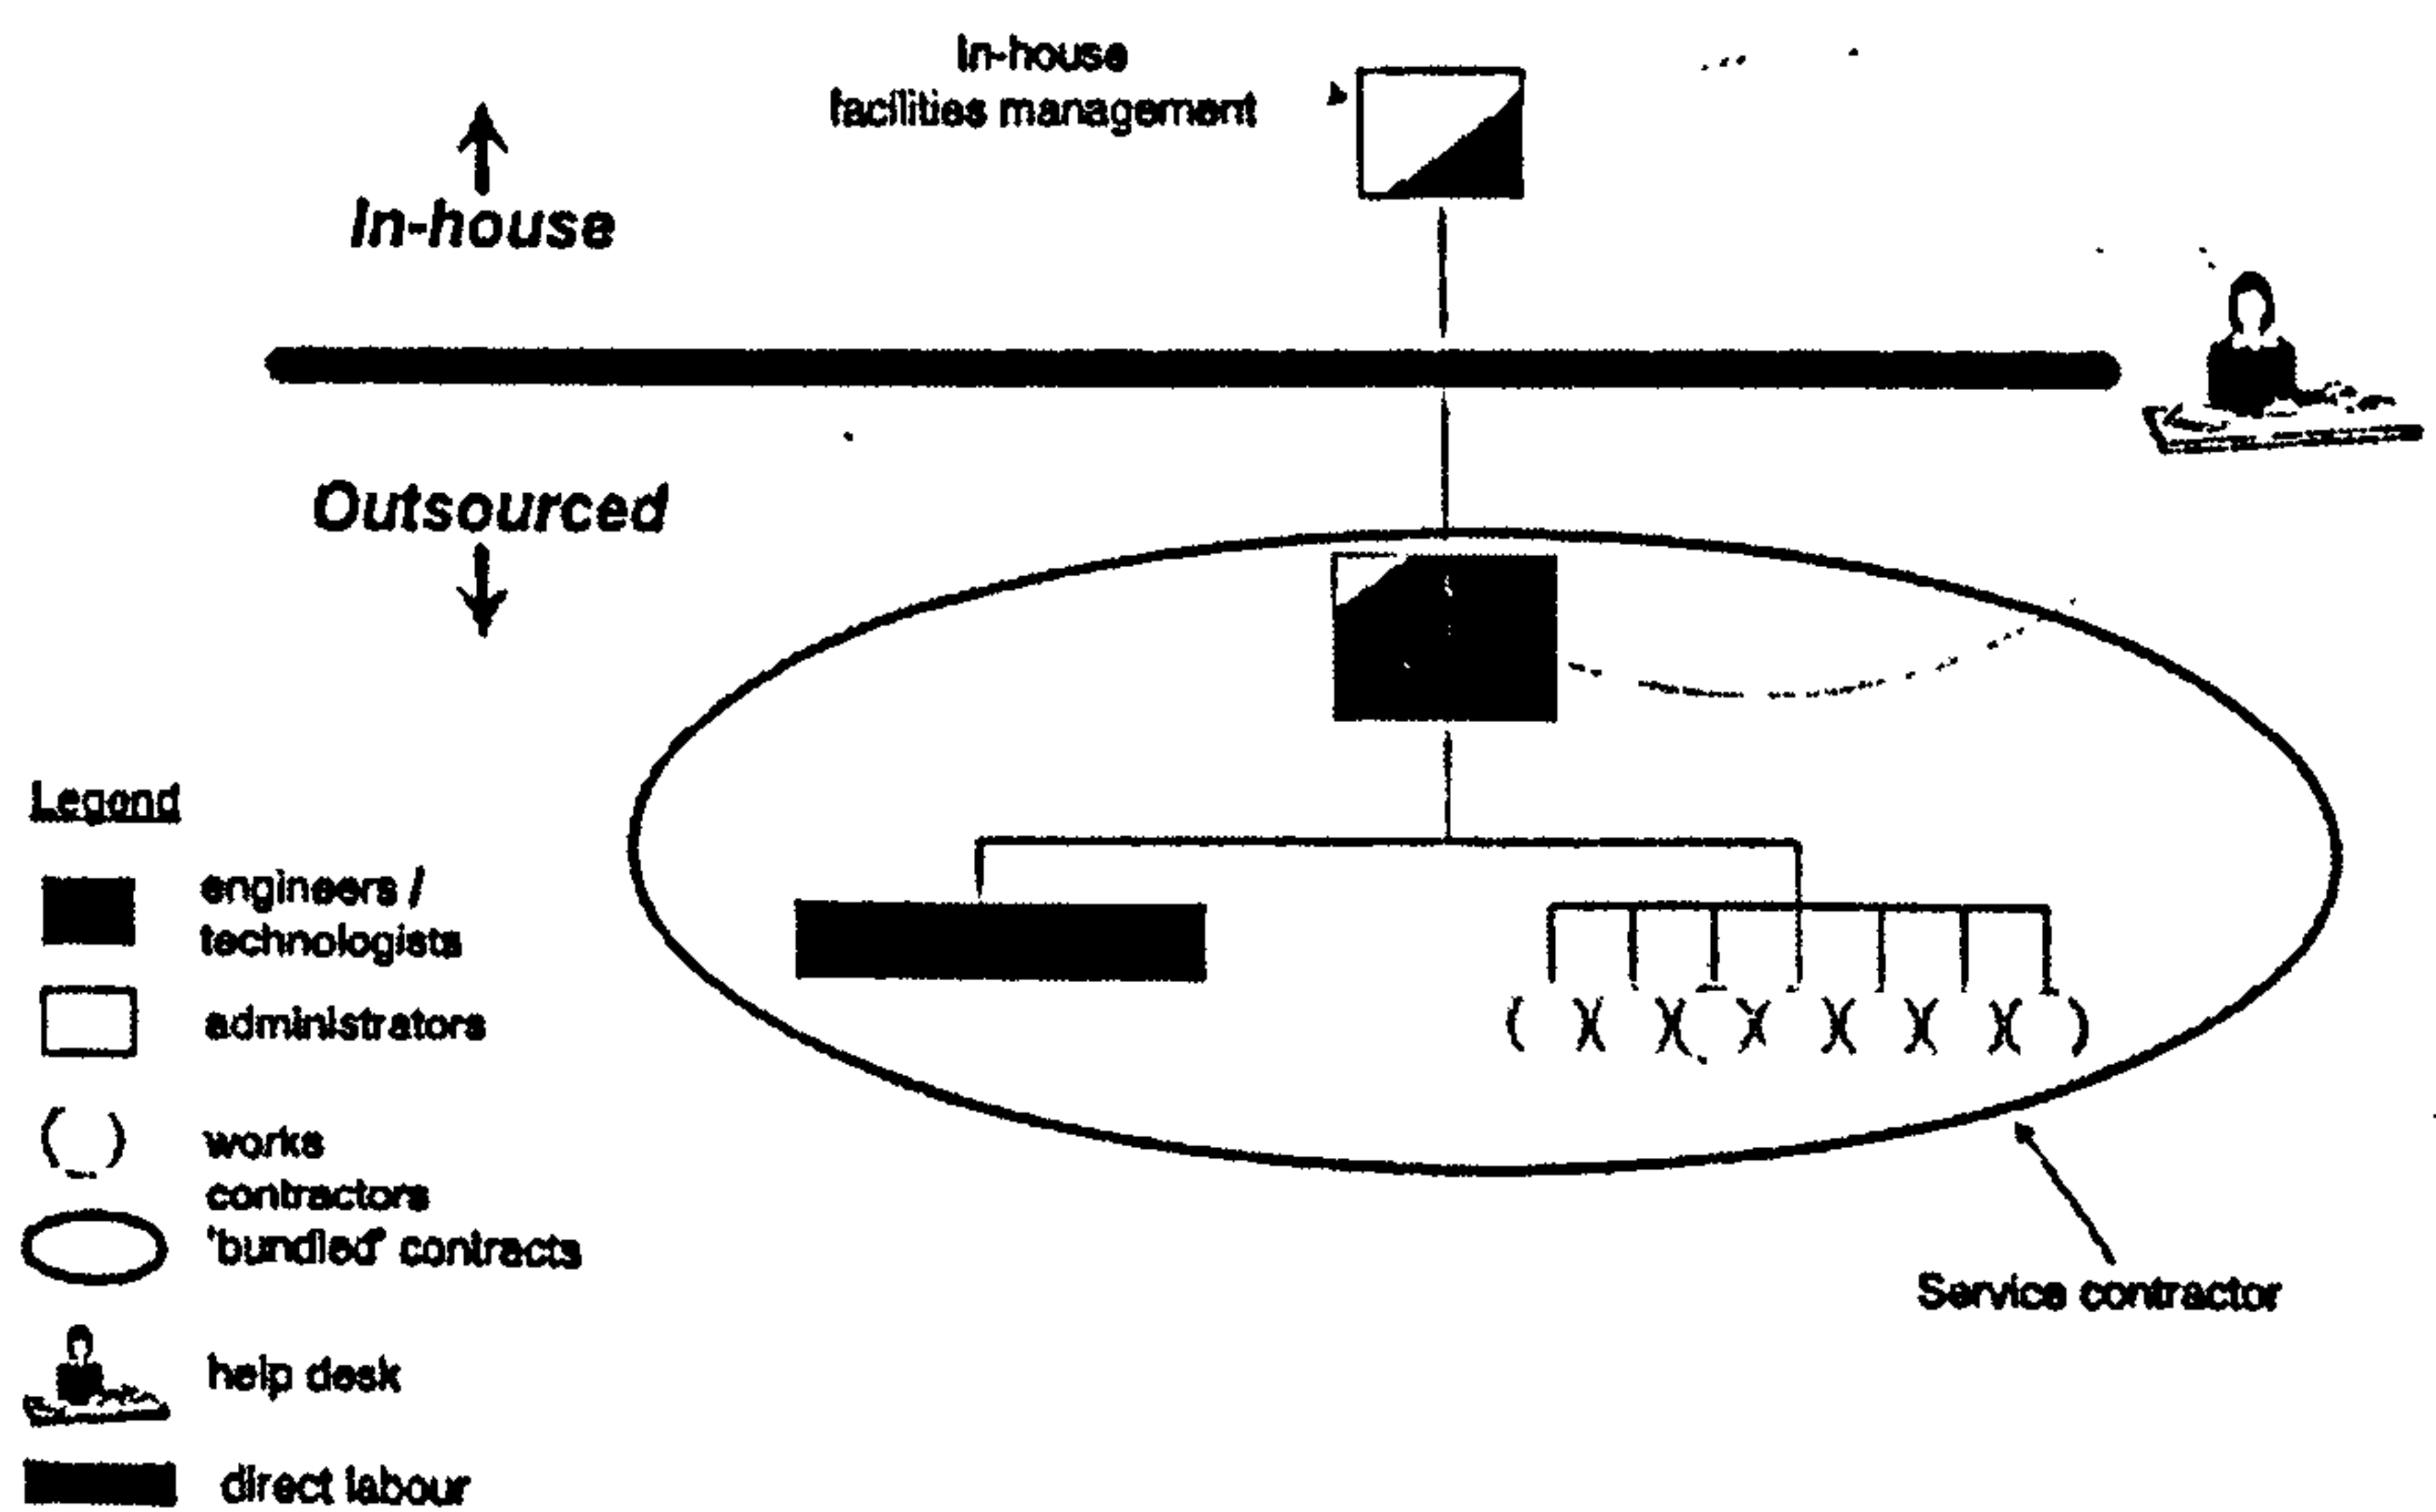 In-house
facilities management
In-house
Outsourced
Legend
engineers /
technologists
administrators
works
contractors
'bundled' contracts
help desk
direct labour
Service contractor